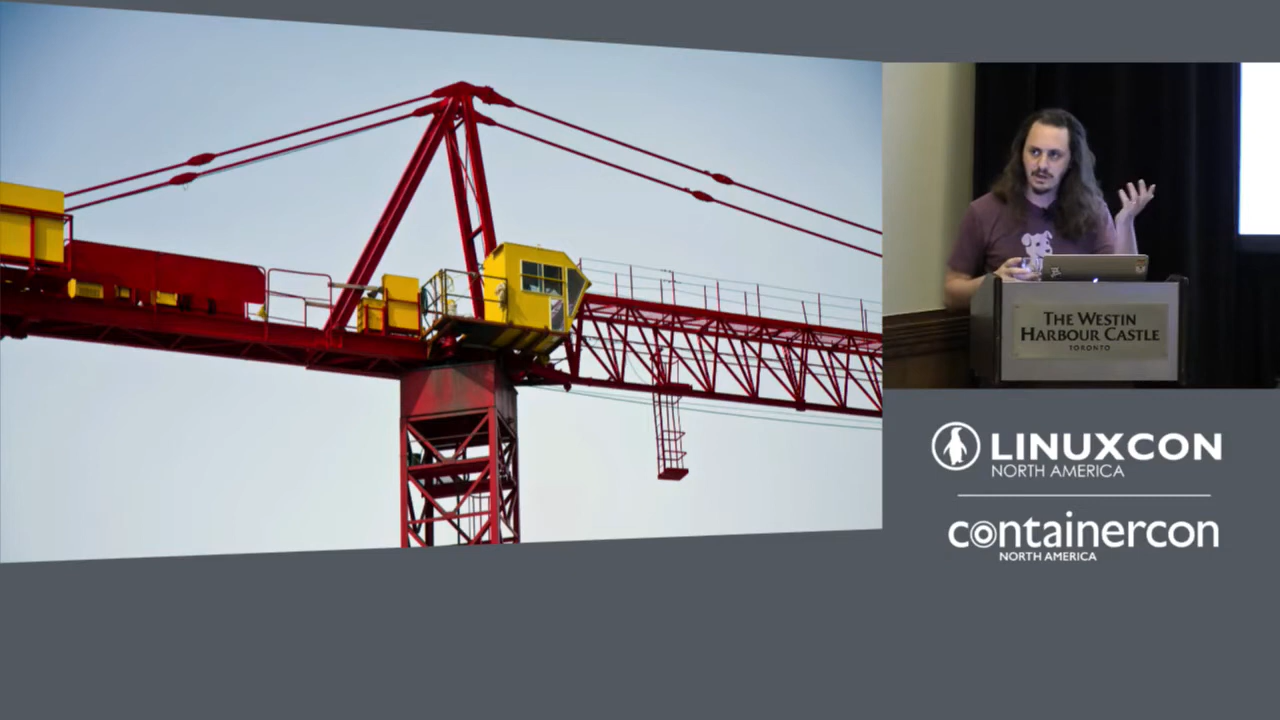 THE WESTIN
HARBOUR CASTLE
TORONTO
LINUXCON
NORTH AMERICA
containercon
NORTH AMERICA